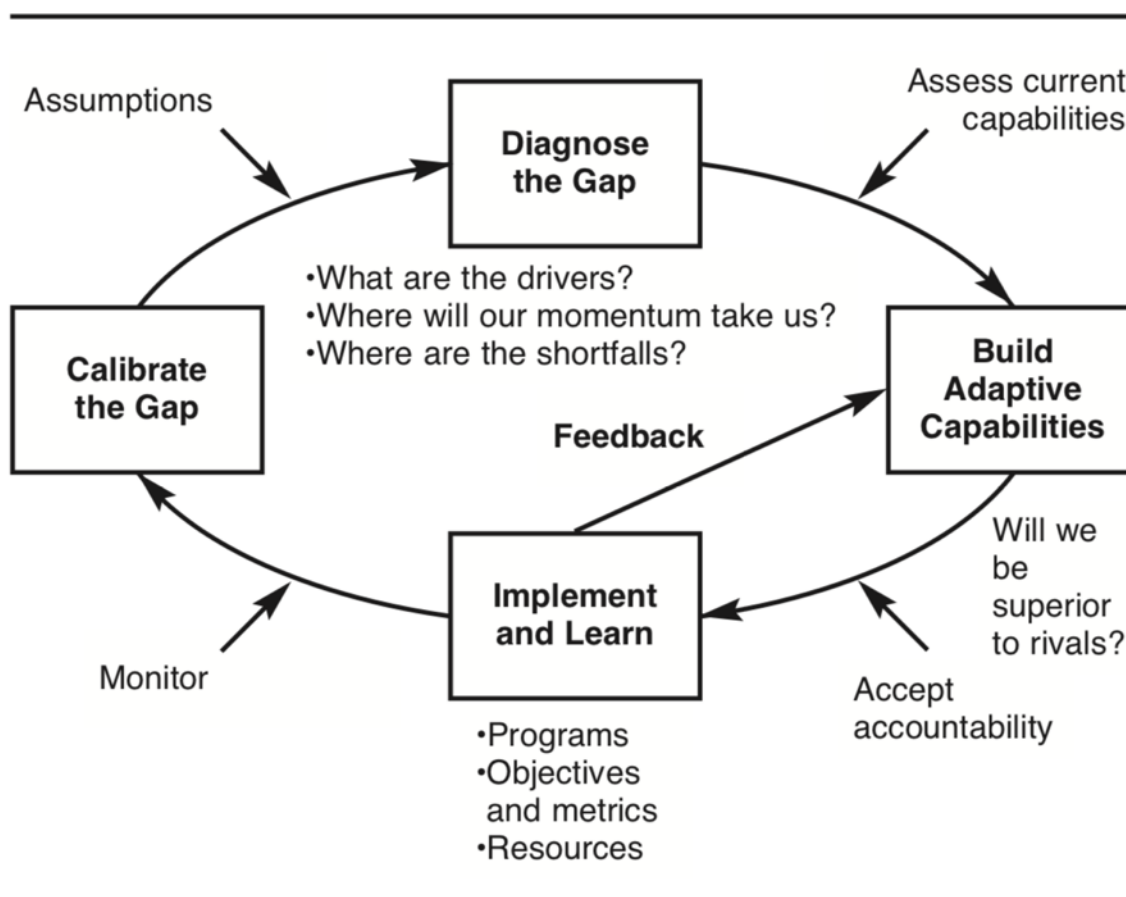 Assumptions
Assess current
capabilities
Diagnose
the Gap
•What are the drivers?
•Where will our momentum take us?
•Where are the shortfalls?
Calibrate
the Gap
Build
Adaptive
Capabilities
Feedback
Will we
be
superior
to rivals?
Implement
and Learn
Monitor
Accept
accountability
•Programs
•Objectives
and metrics
•Resources